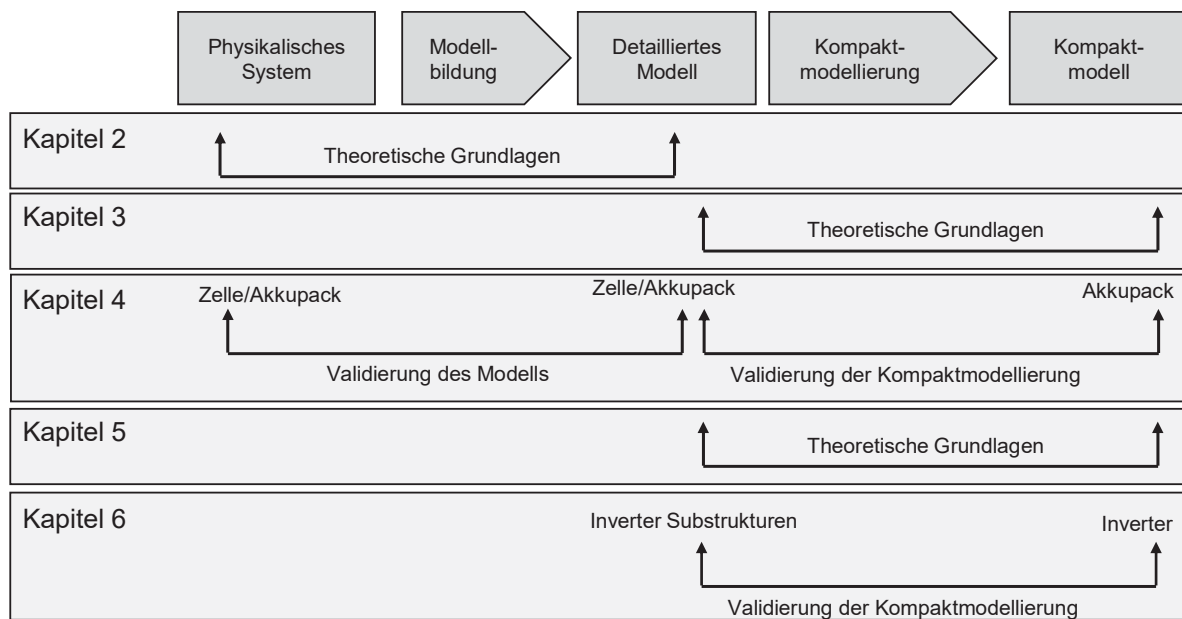 Physikalisches
System
Modell-
bildung
Detailliertes
Modell
Kompakt-
modellierung
Kompakt-
modell
Kapitel 2
Theoretische Grundlagen
Kapitel 3
Theoretische Grundlagen
Kapitel 4
Zelle/Akkupack
Zelle/Akkupack
Akkupack
Validierung des Modells
Validierung der Kompaktmodellierung
Kapitel 5
Theoretische Grundlagen
Kapitel 6
Inverter Substrukturen
Inverter
Validierung der Kompaktmodellierung